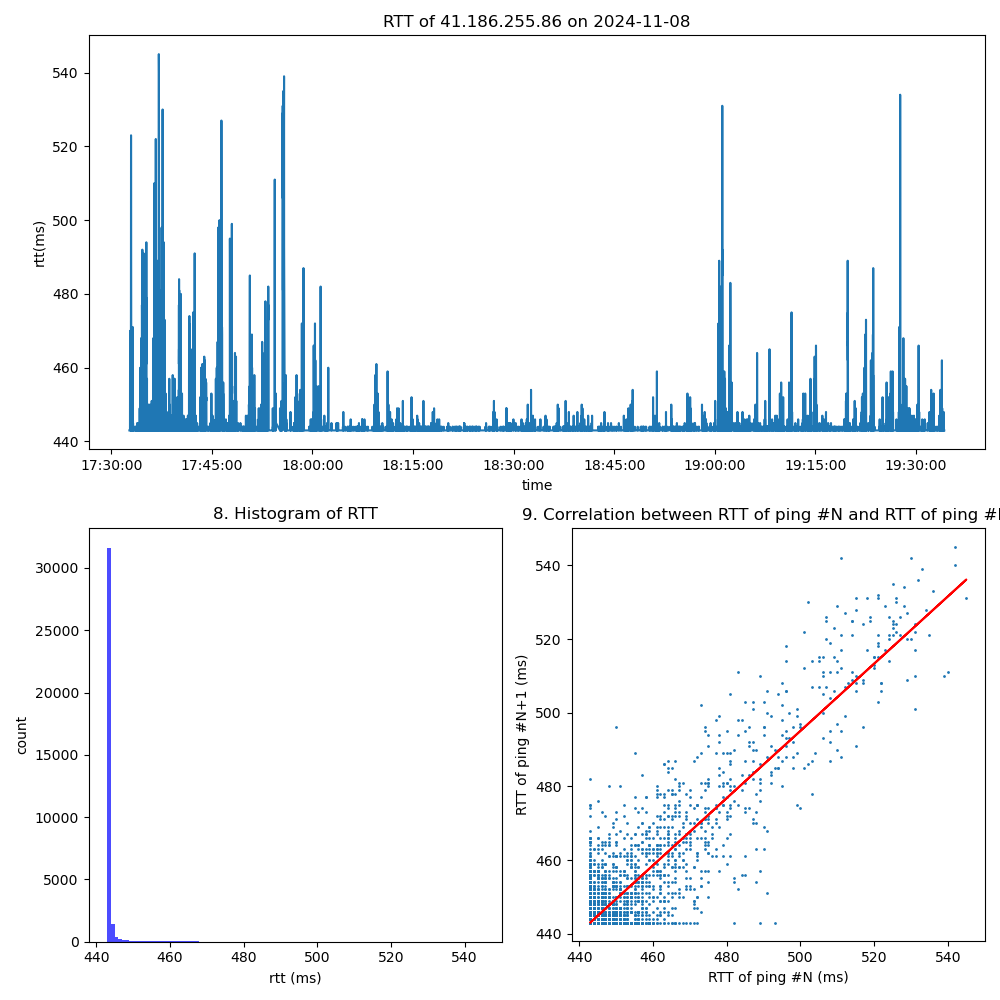 RTT of 41.186.255.86 on 2024-11-08
540
520
500
480
460
440
rtt(ms)
17:30:00 17:45:00 18:00:00 18:15:00 18:30:00 18:45:00 19:00:00 19:15:00 19:30:00
time
8. Histogram of RTT
30000
25000
20000
15000
10000
5000
0
count
440 460 480 500 520 540
rtt (ms)
9. Correlation between RTT of ping #N and RTT of ping #
540
520
500
480
460
440
RTT of ping #N+1 (ms)
440 460 480 500 520 540
RTT of ping #N (ms)